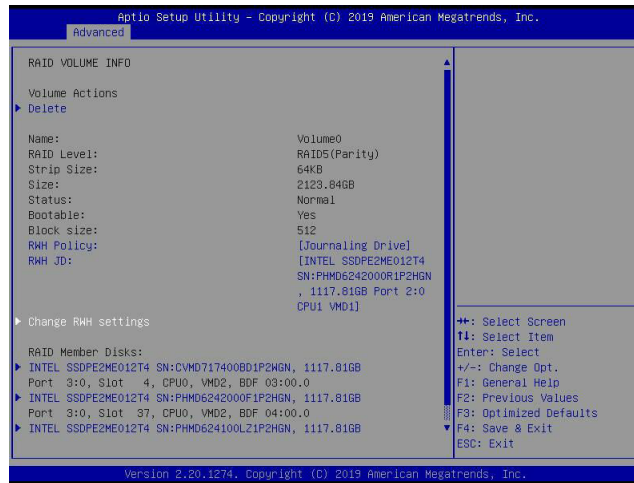 Aptio Setup Utility – Copyright (C) 2019 American Megatrends, Inc.
Advanced
RAID VOLUME INFO
Volume Actions
Delete
Name: Volume0
RAID Level: RAID5(Parity)
Strip Size: 64KB
Size: 2123.84GB
Status: Normal
Bootable: Yes
Block size: 512
RWH Policy: [Journaling Drive]
RWH JD: [INTEL SSDPE2ME012T4
SN:PHMD6242000R1P2HGN
, 1117.81GB Port 2:0
CPU1 VMD1]
Change RWH settings
RAID Member Disks:
INTEL SSDPE2ME012T4 SN:CVMD717400BD1P2WGN, 1117.81GB
Port 3:0, Slot 4, CPU0, VMD2, BDF 03:00.0
INTEL SSDPE2ME012T4 SN:PHMD6242000F1P2HGN, 1117.81GB
Port 3:0, Slot 37, CPU0, VMD2, BDF 04:00.0
INTEL SSDPE2ME012T4 SN:PHMD624100LZ1P2HGN, 1117.81GB
→←: Select Screen
↑↓: Select Item
Enter: Select
+/-: Change Opt.
F1: General Help
F2: Previous Values
F3: Optimized Defaults
F4: Save & Exit
ESC: Exit
Version 2.20.1274. Copyright (C) 2019 American Megatrends, Inc.